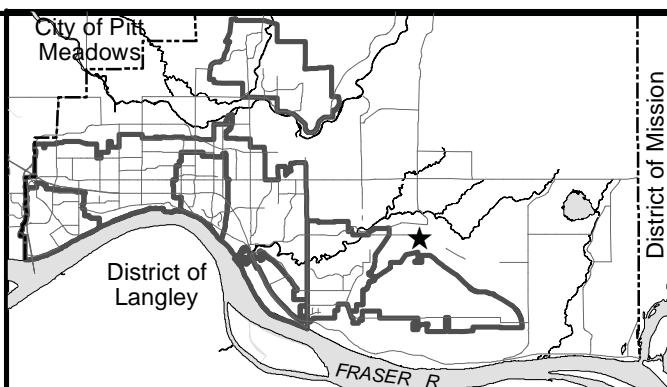 City of Pitt
Meadows
District of Mission
District of
Langley
FRASER R